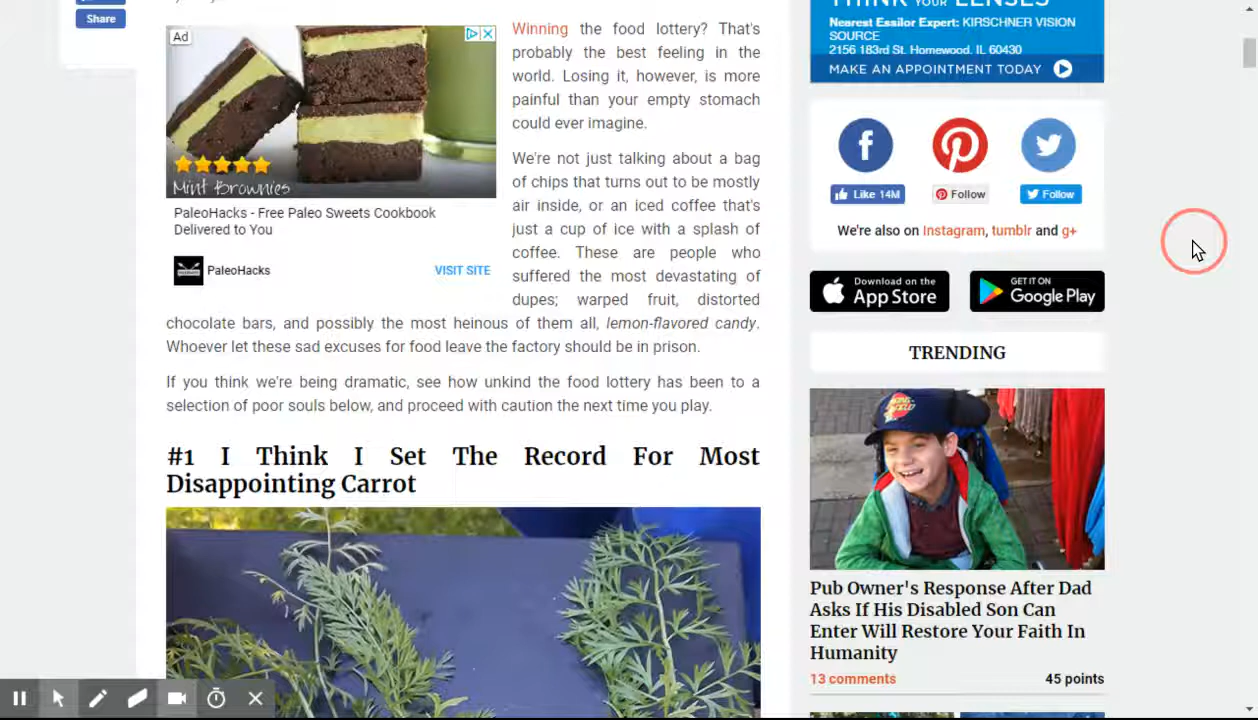 Share
Ad
Mint Brownies
PaleoHacks - Free Paleo Sweets Cookbook
Delivered to You
PaleoHacks
VISIT SITE
Winning the food lottery? That's
probably the best feeling in the
world. Losing it, however, is more
painful than your empty stomach
could ever imagine.
We're not just talking about a bag
of chips that turns out to be mostly
air inside, or an iced coffee that's
just a cup of ice with a splash of
coffee. These are people who
suffered the most devastating of
dupes; warped fruit, distorted
chocolate bars, and possibly the most heinous of them all, lemon-flavored candy.
Whoever let these sad excuses for food leave the factory should be in prison.
If you think we're being dramatic, see how unkind the food lottery has been to a
selection of poor souls below, and proceed with caution the next time you play.
#1 I Think I Set The Record For Most
Disappointing Carrot
THINK YOUR LENSES
Nearest Essilor Expert: KIRSCHNER VISION
SOURCE
2156 183rd St. Homewood, IL 60430
MAKE AN APPOINTMENT TODAY
Like 14M
Follow
Follow
We're also on Instagram, tumblr and g+
Download on the
App Store
GET IT ON
Google Play
TRENDING
Pub Owner's Response After Dad
Asks If His Disabled Son Can
Enter Will Restore Your Faith In
Humanity
13 comments
45 points